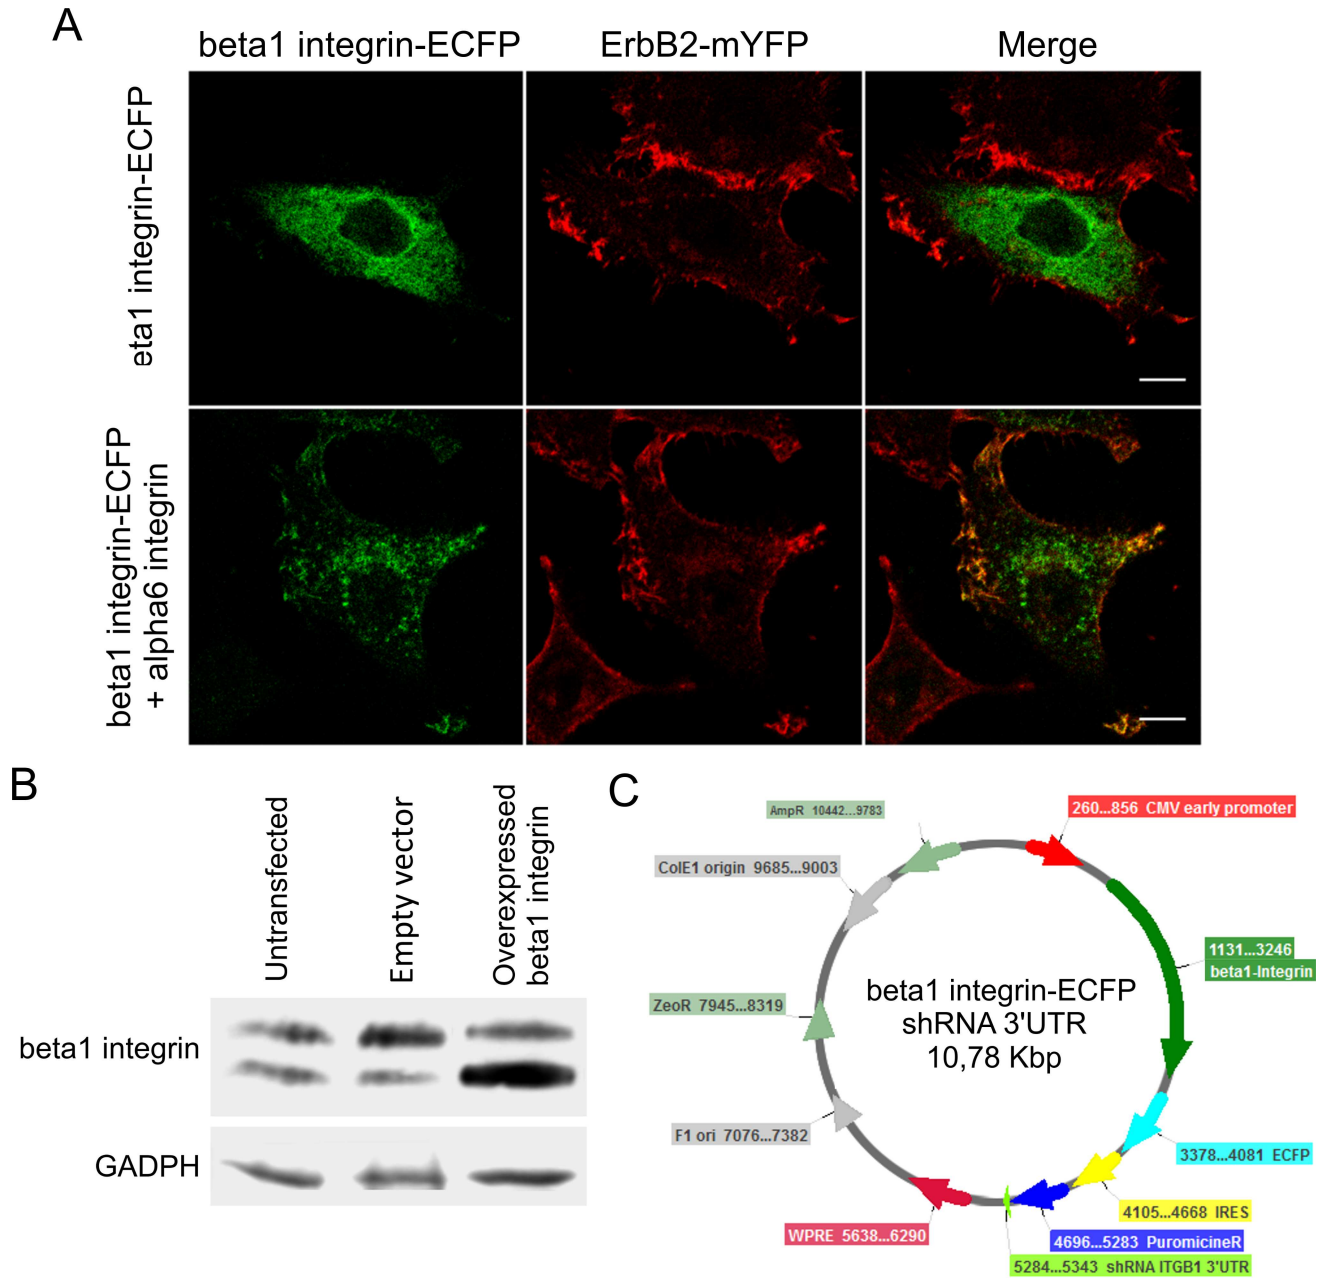 A
beta1 integrin-ECFP
ErbB2-mYFP
Merge
eta1 integrin-ECFP
beta1 integrin-ECFP
+ alpha6 integrin
B
Untransfected
Empty vector
Overexpressed
beta1 integrin
beta1 integrin
GADPH
C
AmpR 10442...9783
260...856 CMV early promoter
ColE1 origin 9685...9003
1131...3246
beta1-Integrin
beta1 integrin-ECFP
shRNA 3'UTR
10,78 Kbp
ZeoR 7945...8319
F1 ori 7076...7382
3378...4081 ECFP
4105...4668 IRES
WPRE 5638...6290
4696...5283 PuromicineR
5284...5343 shRNA ITGB1 3'UTR